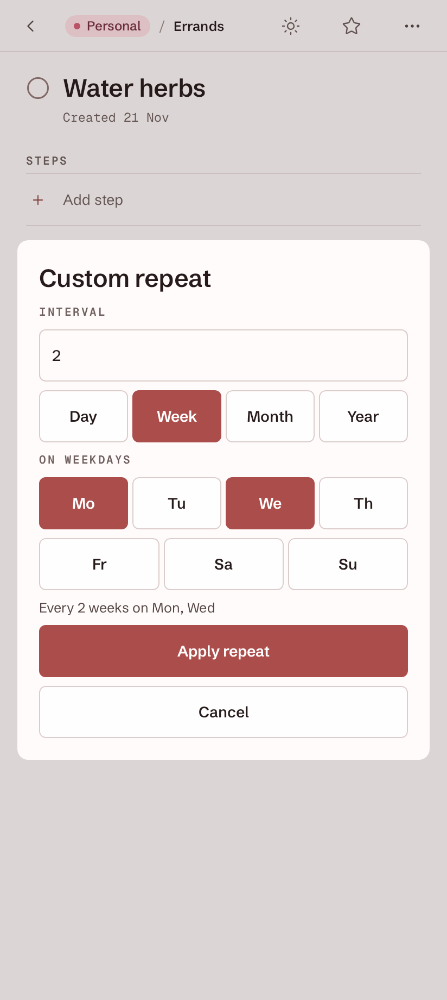 Personal / Errands
Water herbs
Created 21 Nov
STEPS
+ Add step
Custom repeat
INTERVAL
2
Day Week Month Year
ON WEEKDAYS
Mo Tu We Th
Fr Sa Su
Every 2 weeks on Mon, Wed
Apply repeat
Cancel